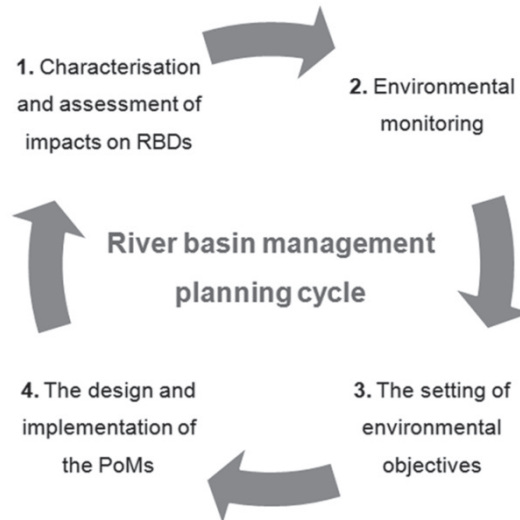 1. Characterisation
and assessment of
impacts on RBDs
2. Environmental
monitoring
River basin management
planning cycle
4. The design and
implementation of
the PoMs
3. The setting of
environmental
objectives